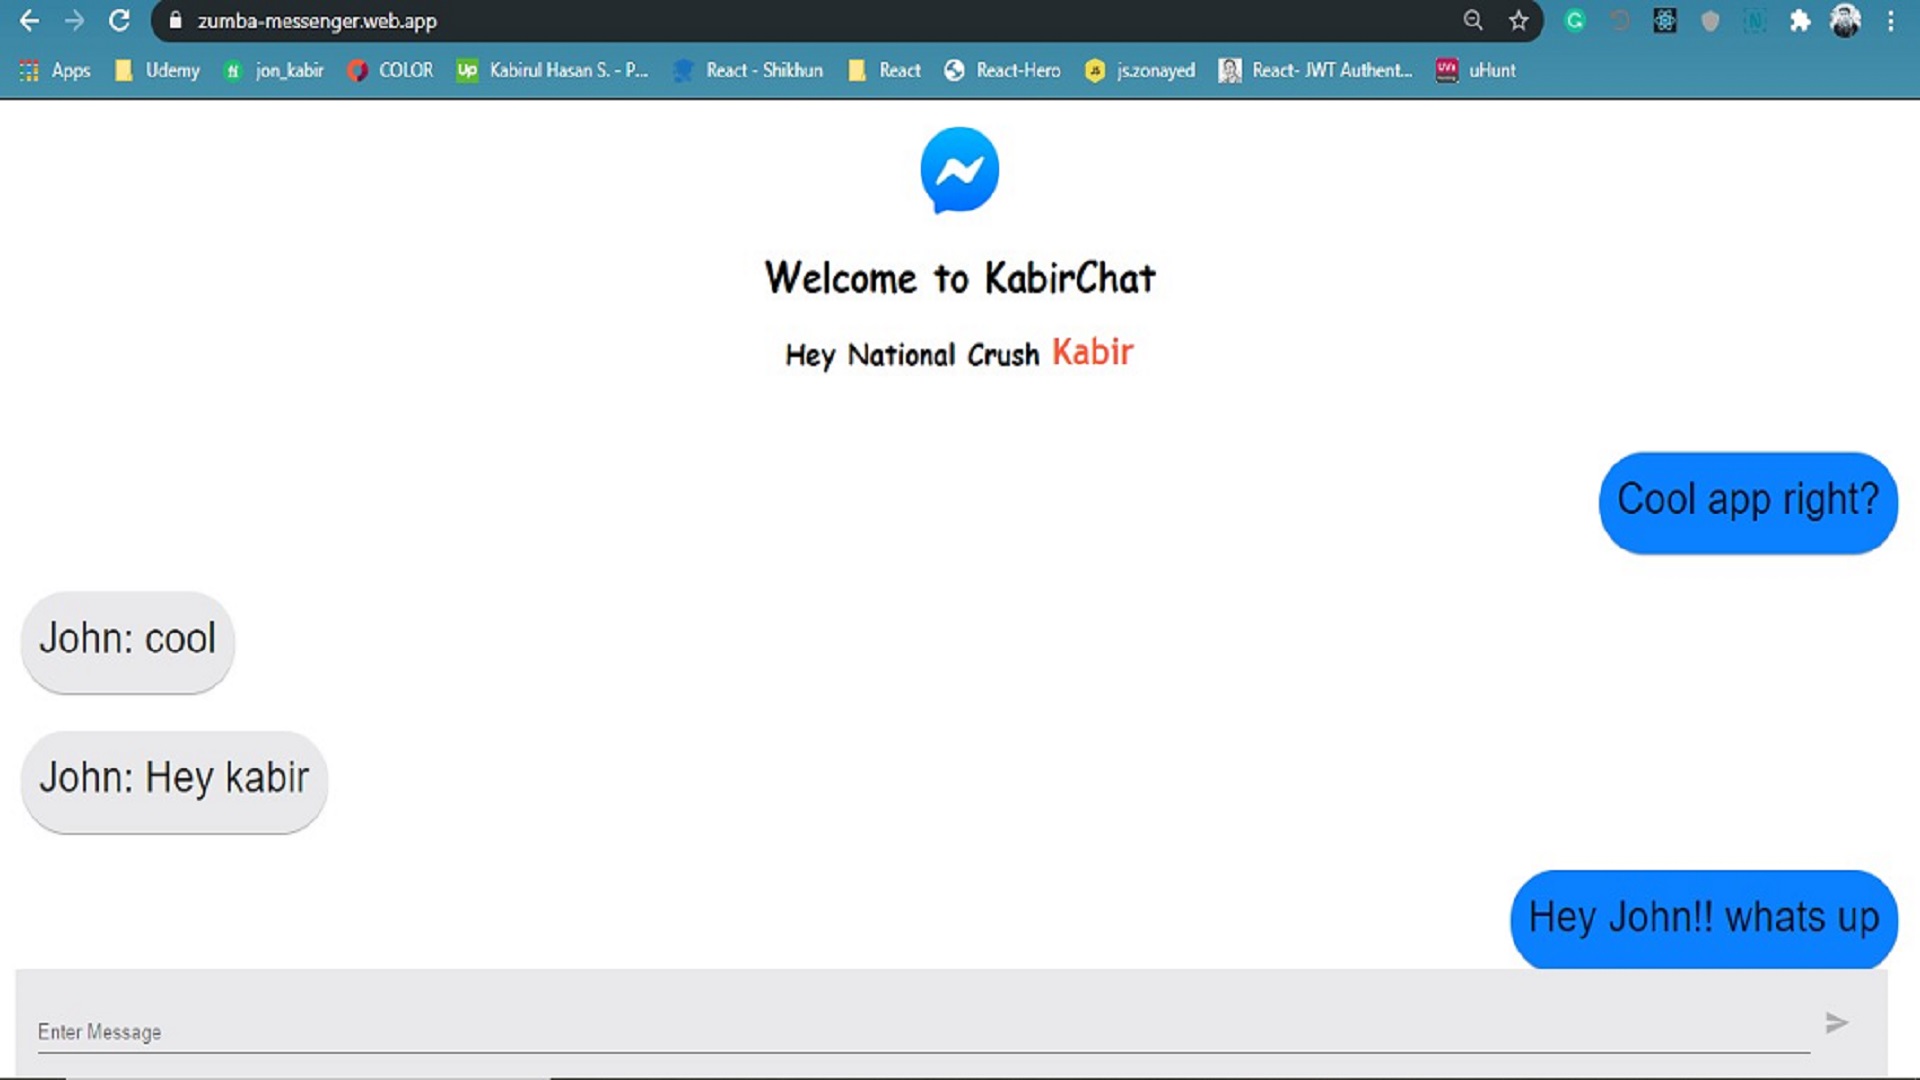 zumba-messenger.web.app
Apps Udemy jon_kabir COLOR Kabirul Hasan S. - P... React - Shikhun React React-Hero js.zonayed React- JWT Authent... uHunt
Welcome to KabirChat
Hey National Crush Kabir
Cool app right?
John: cool
John: Hey kabir
Hey John!! whats up
Enter Message